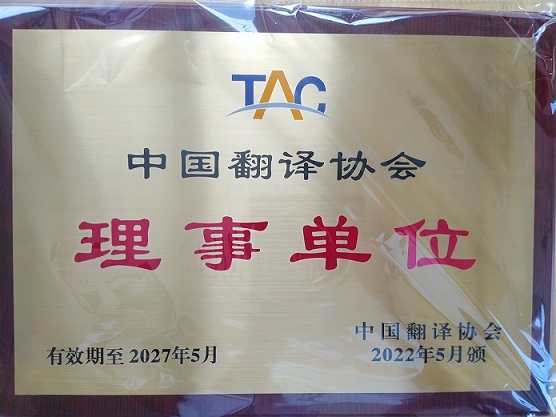 TAC
中国翻译协会
理事单位
中国翻译协会
有效期至2027年5月
2022年5月颁